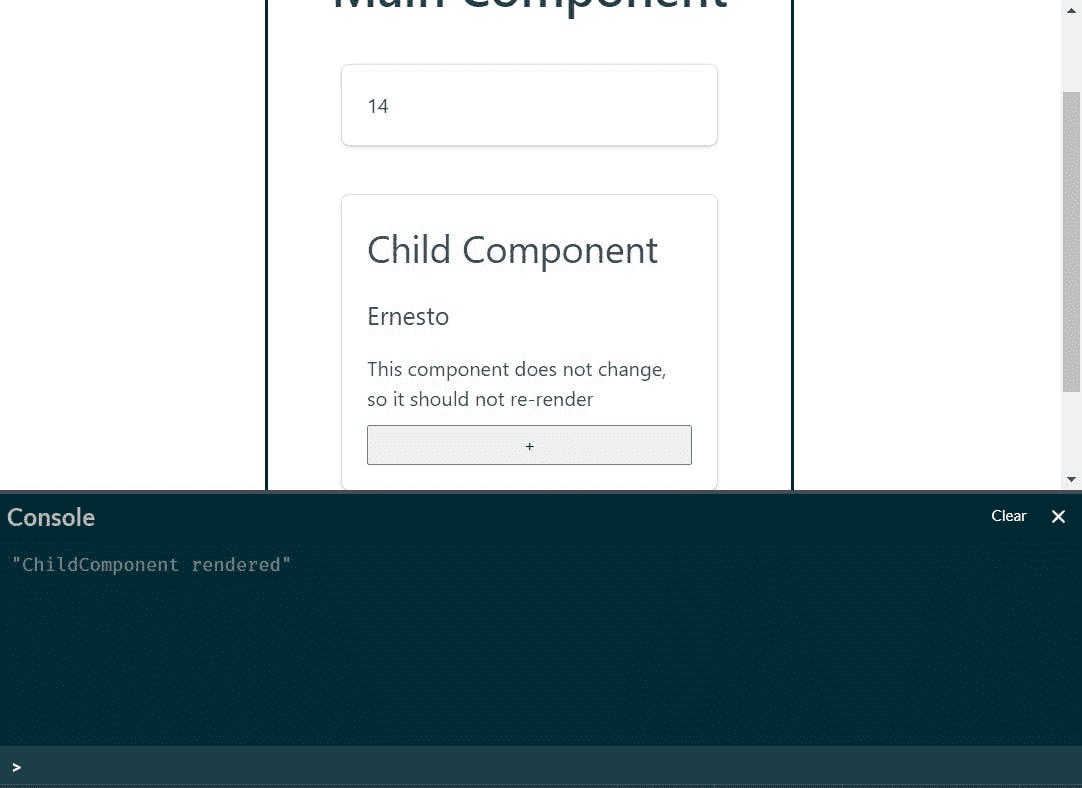 Main Component
14
Child Component
Ernesto
This component does not change,
so it should not re-render
+
Console
Clear ×
"ChildComponent rendered"
>